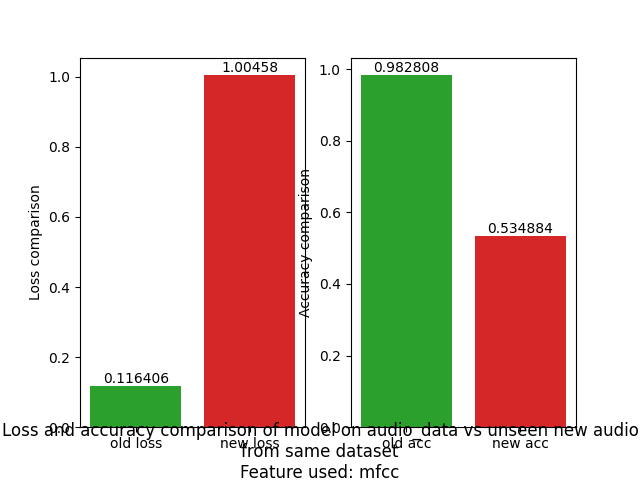 1.00458
0.116406
1.0
0.8
0.6
0.4
0.2
0.0
Loss comparison
old loss
new loss
0.982808
0.534884
1.0
0.8
0.6
0.4
0.2
0.0
Accuracy comparison
old acc
new acc
Loss and accuracy comparison of model on audio_data vs unseen new audio
from same dataset
Feature used: mfcc